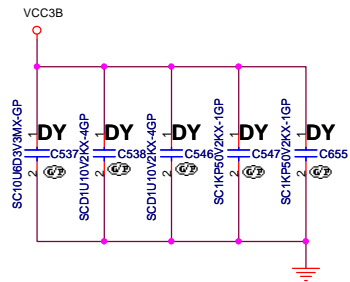 VCC3B
SC10U6D3V3MX-GP
1
DY
C537
2
G/P
SCD1U10V2KX-4GP
1
DY
C538
2
G/P
SCD1U10V2KX-4GP
1
DY
C546
2
G/P
SC1KP50V2KX-1GP
1
DY
C547
2
G/P
SC1KP50V2KX-1GP
1
DY
C655
2
G/P